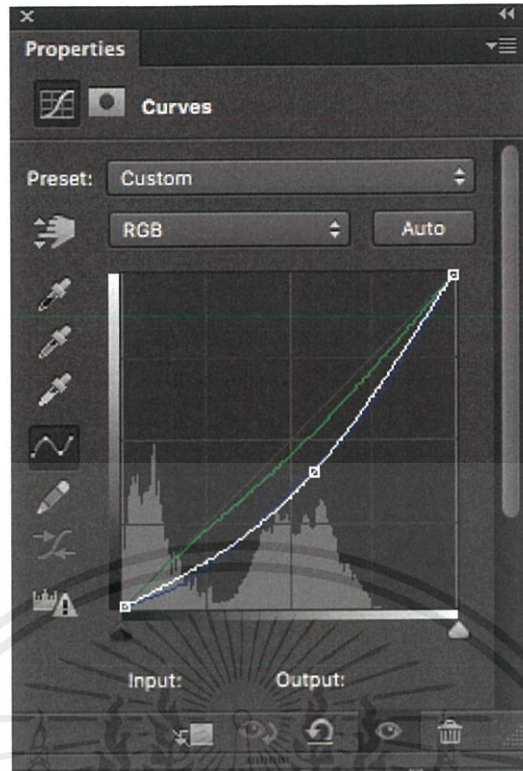 Properties
Curves
Preset: Custom
RGB Auto
Input: Output: